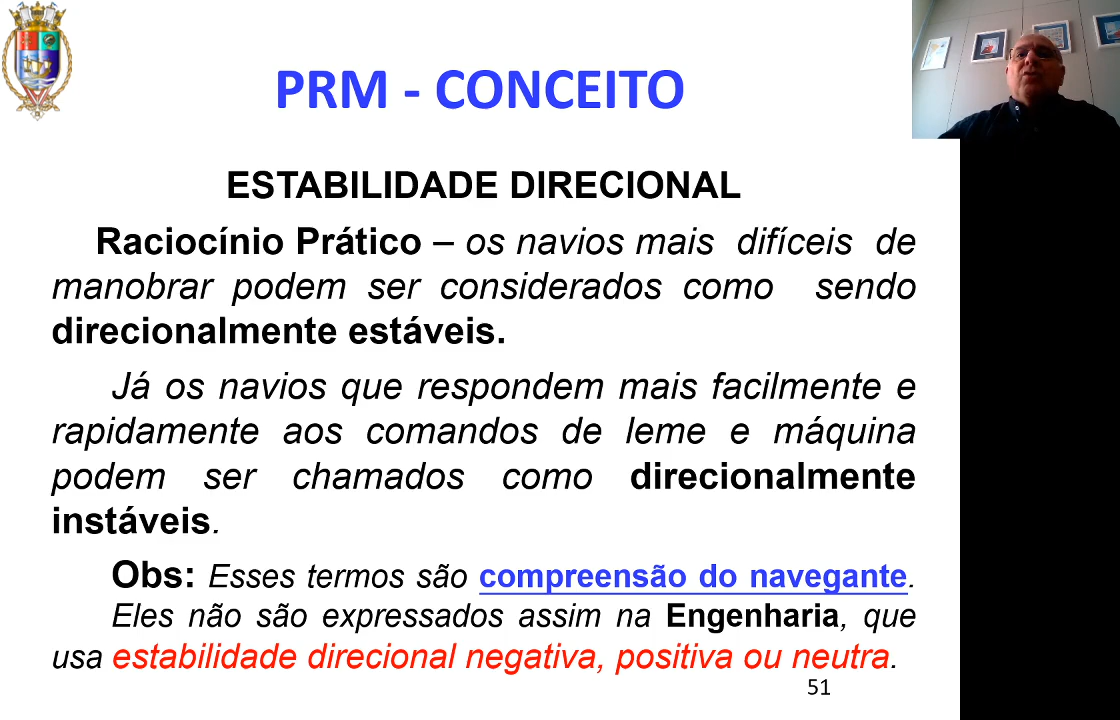 PRM - CONCEITO
ESTABILIDADE DIRECIONAL
Raciocínio Prático – os navios mais difíceis de
manobrar podem ser considerados como sendo
direcionalmente estáveis.
Já os navios que respondem mais facilmente e
rapidamente aos comandos de leme e máquina
podem ser chamados como direcionalmente
instáveis.
Obs: Esses termos são compreensão do navegante.
Eles não são expressados assim na Engenharia, que
usa estabilidade direcional negativa, positiva ou neutra.
51